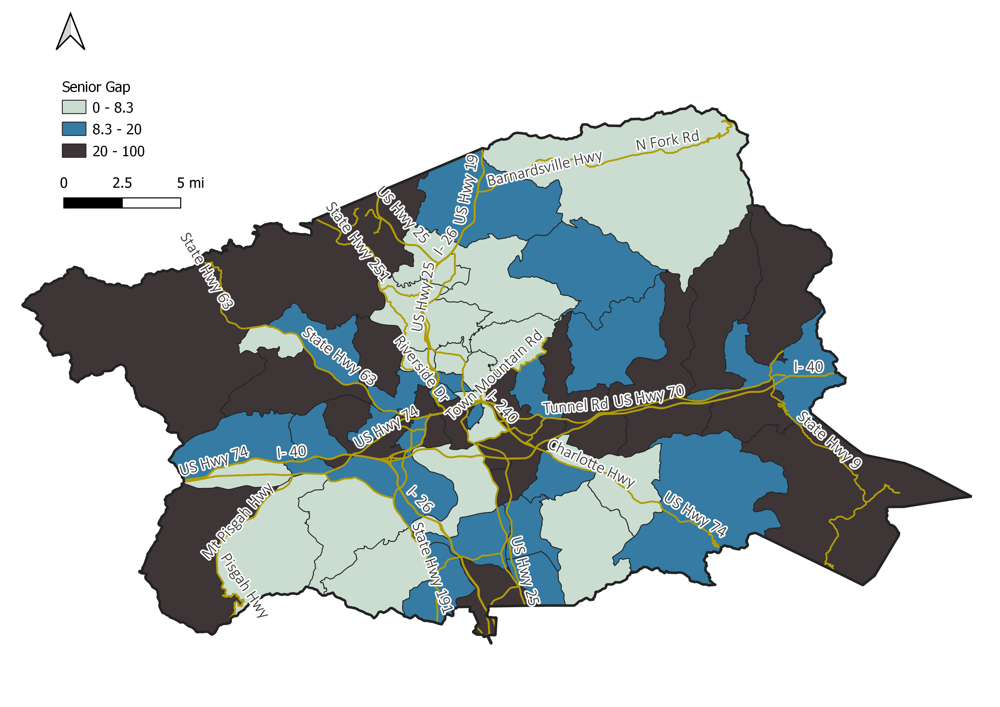 Senior Gap
0 - 8.3
8.3 - 20
20 - 100
0 2.5 5 mi
N Fork Rd
Barnardsville Hwy
US Hwy 19
US Hwy 25
I- 26
State Hwy 251
State Hwy 63
US Hwy 25
State Hwy 63
Riverside Dr
Town Mountain Rd
I- 240
Tunnel Rd
US Hwy 70
I- 40
State Hwy 9
US Hwy 74
US Hwy 74
I- 40
Charlotte Hwy
US Hwy 74
Mt Pisgah Hwy
Pisgah Hwy
I- 26
State Hwy 191
US Hwy 25